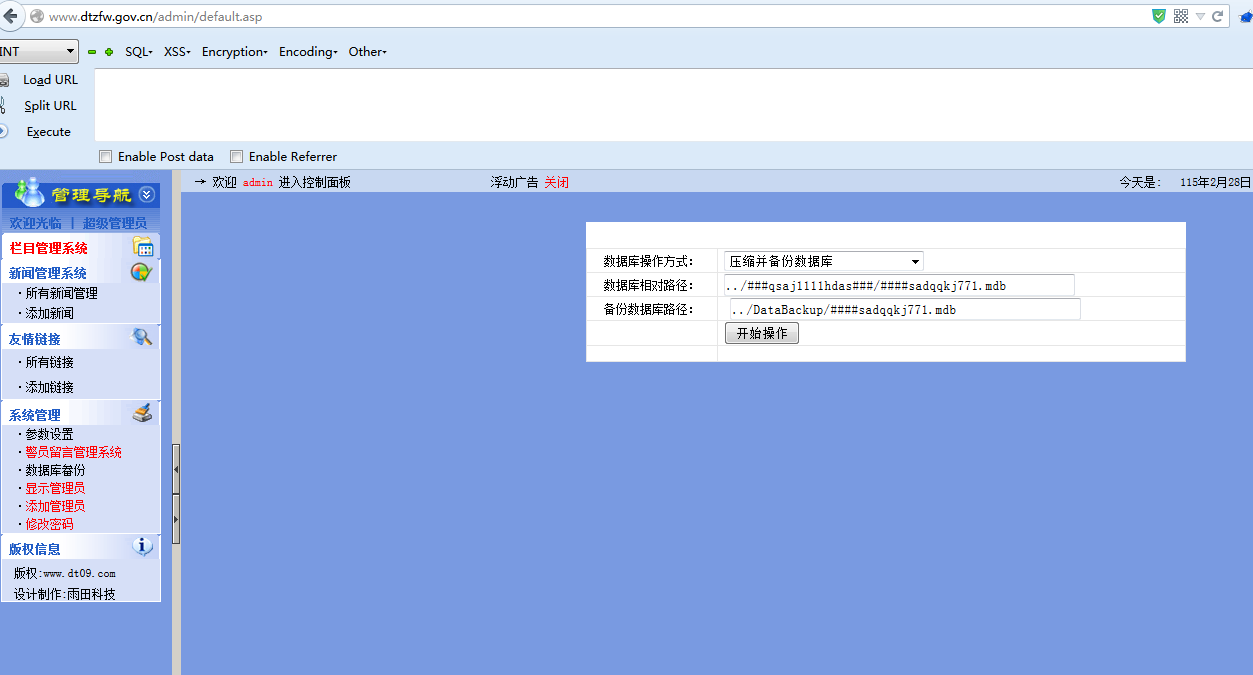 www.dtzfw.gov.cn/admin/default.asp
INT SQL XSS Encryption Encoding Other
Load URL
Split URL
Execute
Enable Post data Enable Referrer
管理导航
欢迎光临 | 超级管理员
栏目管理系统
新闻管理系统
·所有新闻管理
·添加新闻
友情链接
·所有链接
·添加链接
系统管理
·参数设置
·警员留言管理系统
·数据库备份
·显示管理员
·添加管理员
·修改密码
版权信息
版权:www.dt09.com
设计制作:雨田科技
→ 欢迎 admin 进入控制面板 浮动广告 关闭 今天是: 115年2月28日
数据库操作方式: 压缩并备份数据库
数据库相对路径: ../###qsaj1111hdas###/####sadqqkj771.mdb
备份数据库路径: ../DataBackup/####sadqqkj771.mdb
开始操作